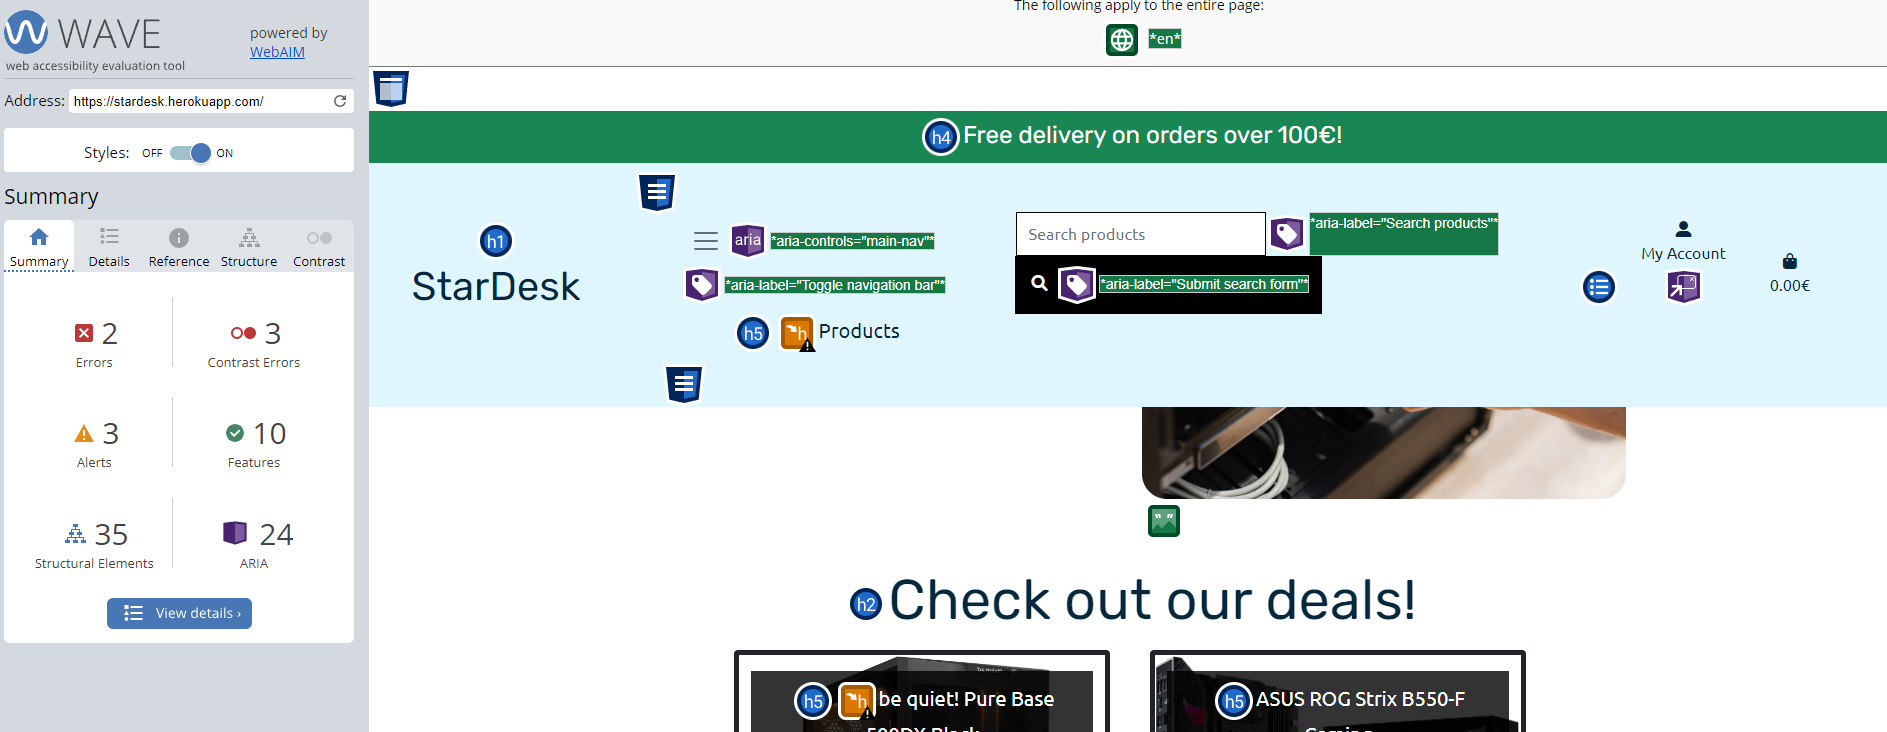 WAVE
powered by
WebAIM
web accessibility evaluation tool
Address: https://stardesk.herokuapp.com/
Styles: OFF ON
Summary
Summary Details Reference Structure Contrast
2
Errors
3
Contrast Errors
3
Alerts
10
Features
35
Structural Elements
24
ARIA
View details ›
The following apply to the entire page:
*en*
h4 Free delivery on orders over 100€!
h1
StarDesk
aria *aria-controls="main-nav"*
*aria-label="Toggle navigation bar"*
h5 h Products
Search products
*aria-label="Search products"*
*aria-label="Submit search form"*
My Account
0.00€
h2 Check out our deals!
h5 h be quiet! Pure Base
500DX Black
h5 ASUS ROG Strix B550-F
Gaming